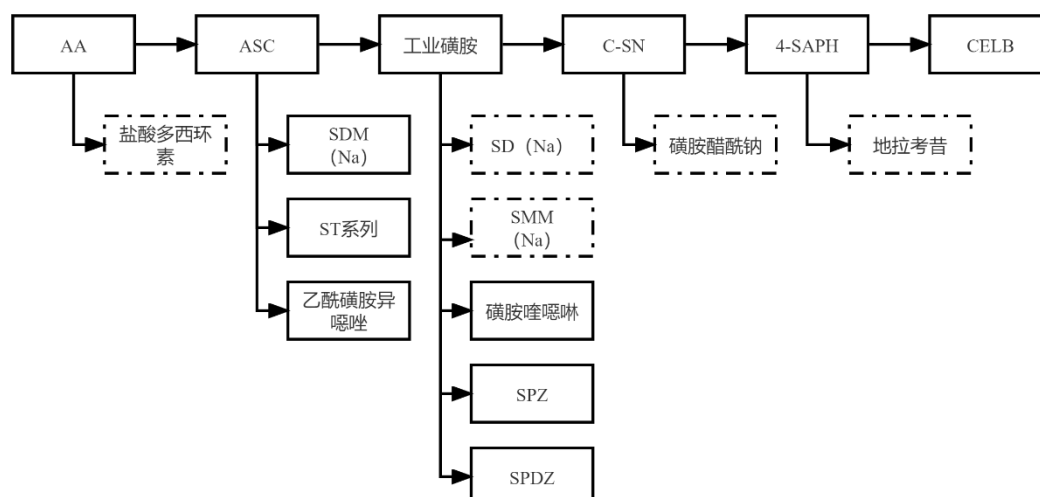 AA
ASC
工业磺胺
C-SN
4-SAPH
CELB
盐酸多西环
素
SDM
（Na）
SD（Na）
磺胺醋酰钠
地拉考昔
ST系列
SMM
（Na）
乙酰磺胺异
噁唑
磺胺喹噁啉
SPZ
SPDZ